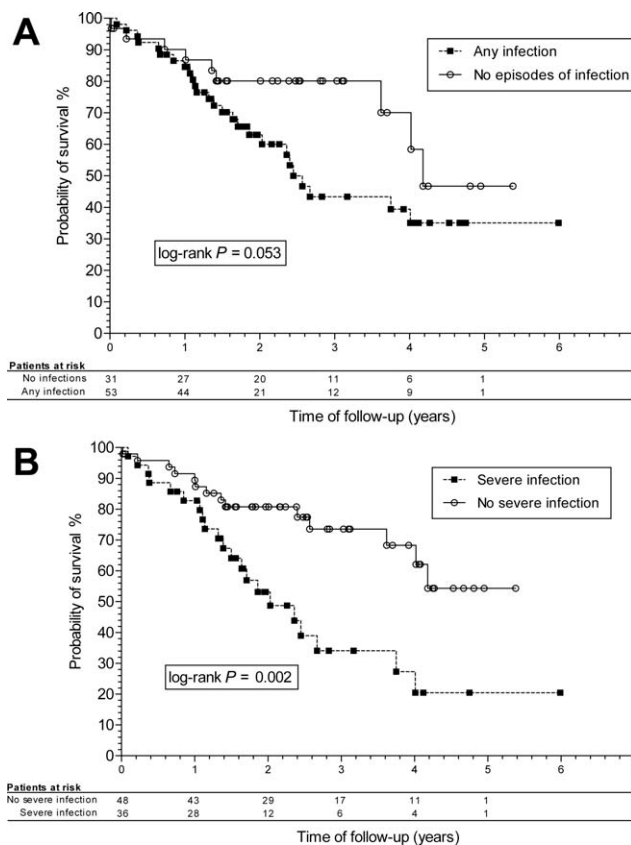 A
100
90
80
70
60
50
40
30
20
10
0
Probability of survival %
Any infection
No episodes of infection
log-rank P = 0.053
0 1 2 3 4 5 6
Patients at risk
No infections 31 27 20 11 6 1
Any infection 53 44 21 12 9 1
Time of follow-up (years)
B
100
90
80
70
60
50
40
30
20
10
0
Probability of survival %
Severe infection
No severe infection
log-rank P = 0.002
0 1 2 3 4 5 6
Patients at risk
No severe infection 48 43 29 17 11 1
Severe infection 36 28 12 6 4 1
Time of follow-up (years)